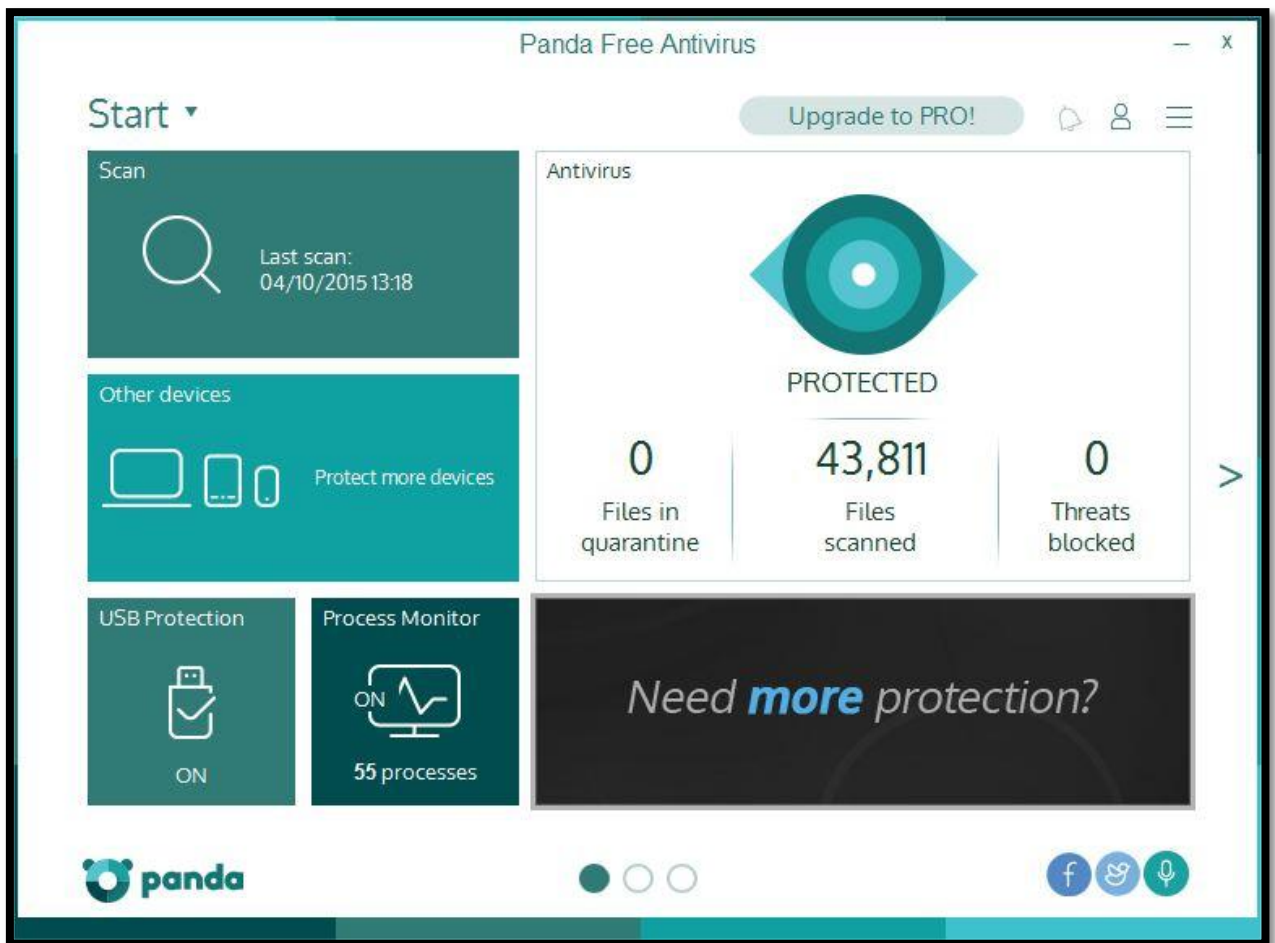 Panda Free Antivirus
Start
Upgrade to PRO!
Scan
Last scan:
04/10/2015 13:18
Other devices
Protect more devices
USB Protection
ON
Process Monitor
ON
55 processes
Antivirus
PROTECTED
0
Files in
quarantine
43,811
Files
scanned
0
Threats
blocked
Need more protection?
panda